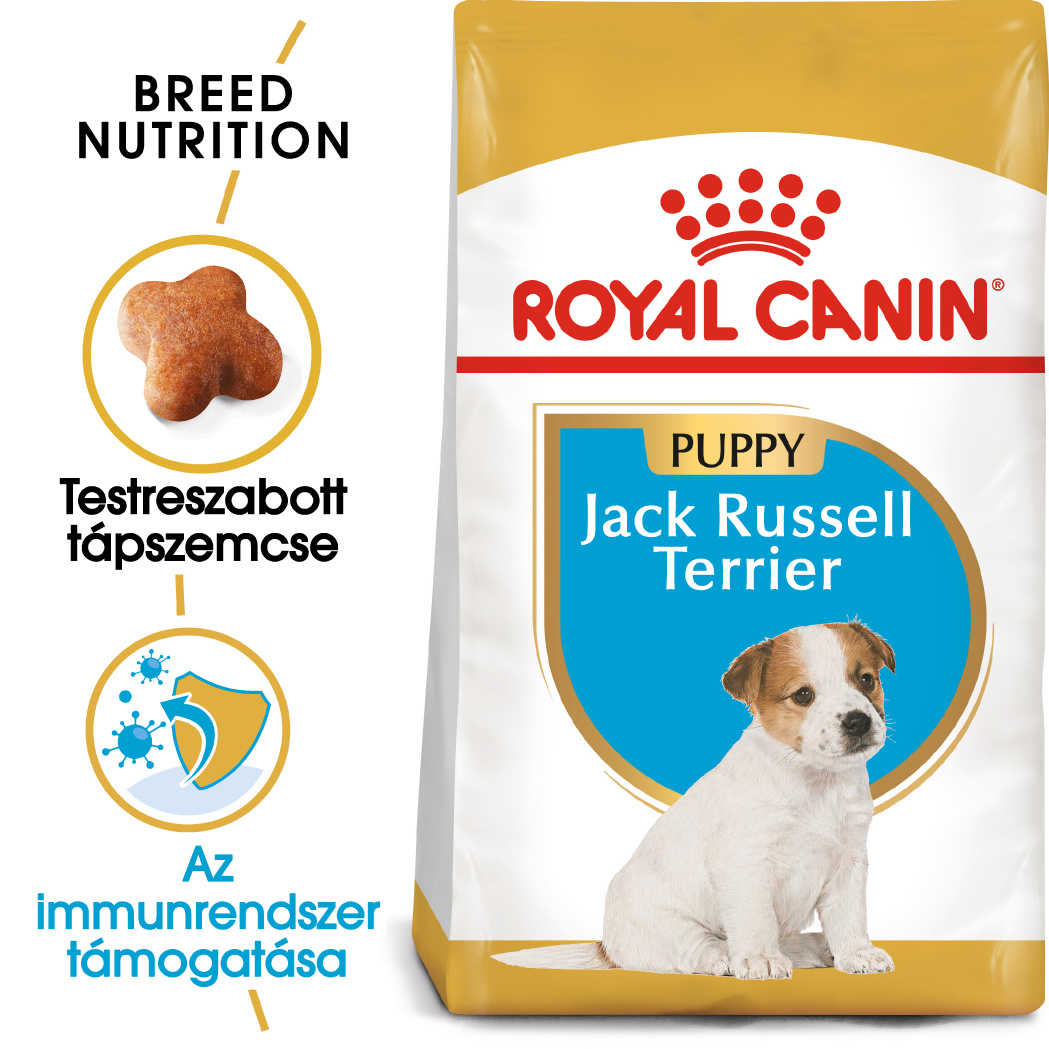 BREED
NUTRITION
Testreszabott
tápszemcse
Az
immunrendszer
támogatása
ROYAL CANIN®
PUPPY
Jack Russell
Terrier